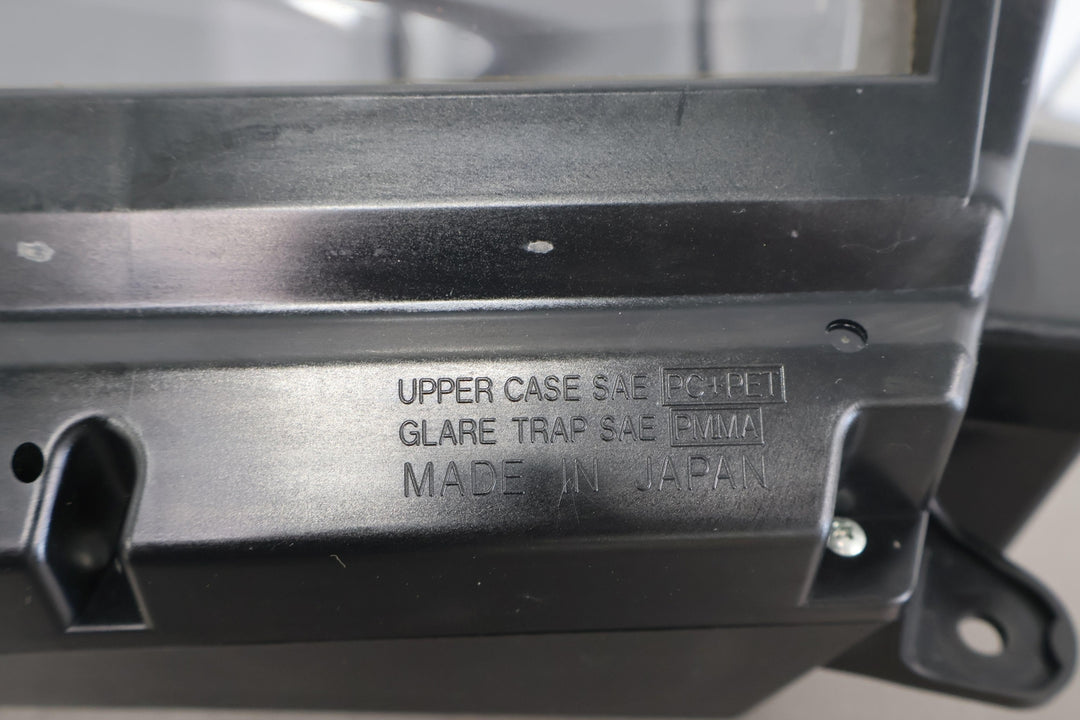 UPPER CASE SAE PC+PET
GLARE TRAP SAE PMMA
MADE IN JAPAN